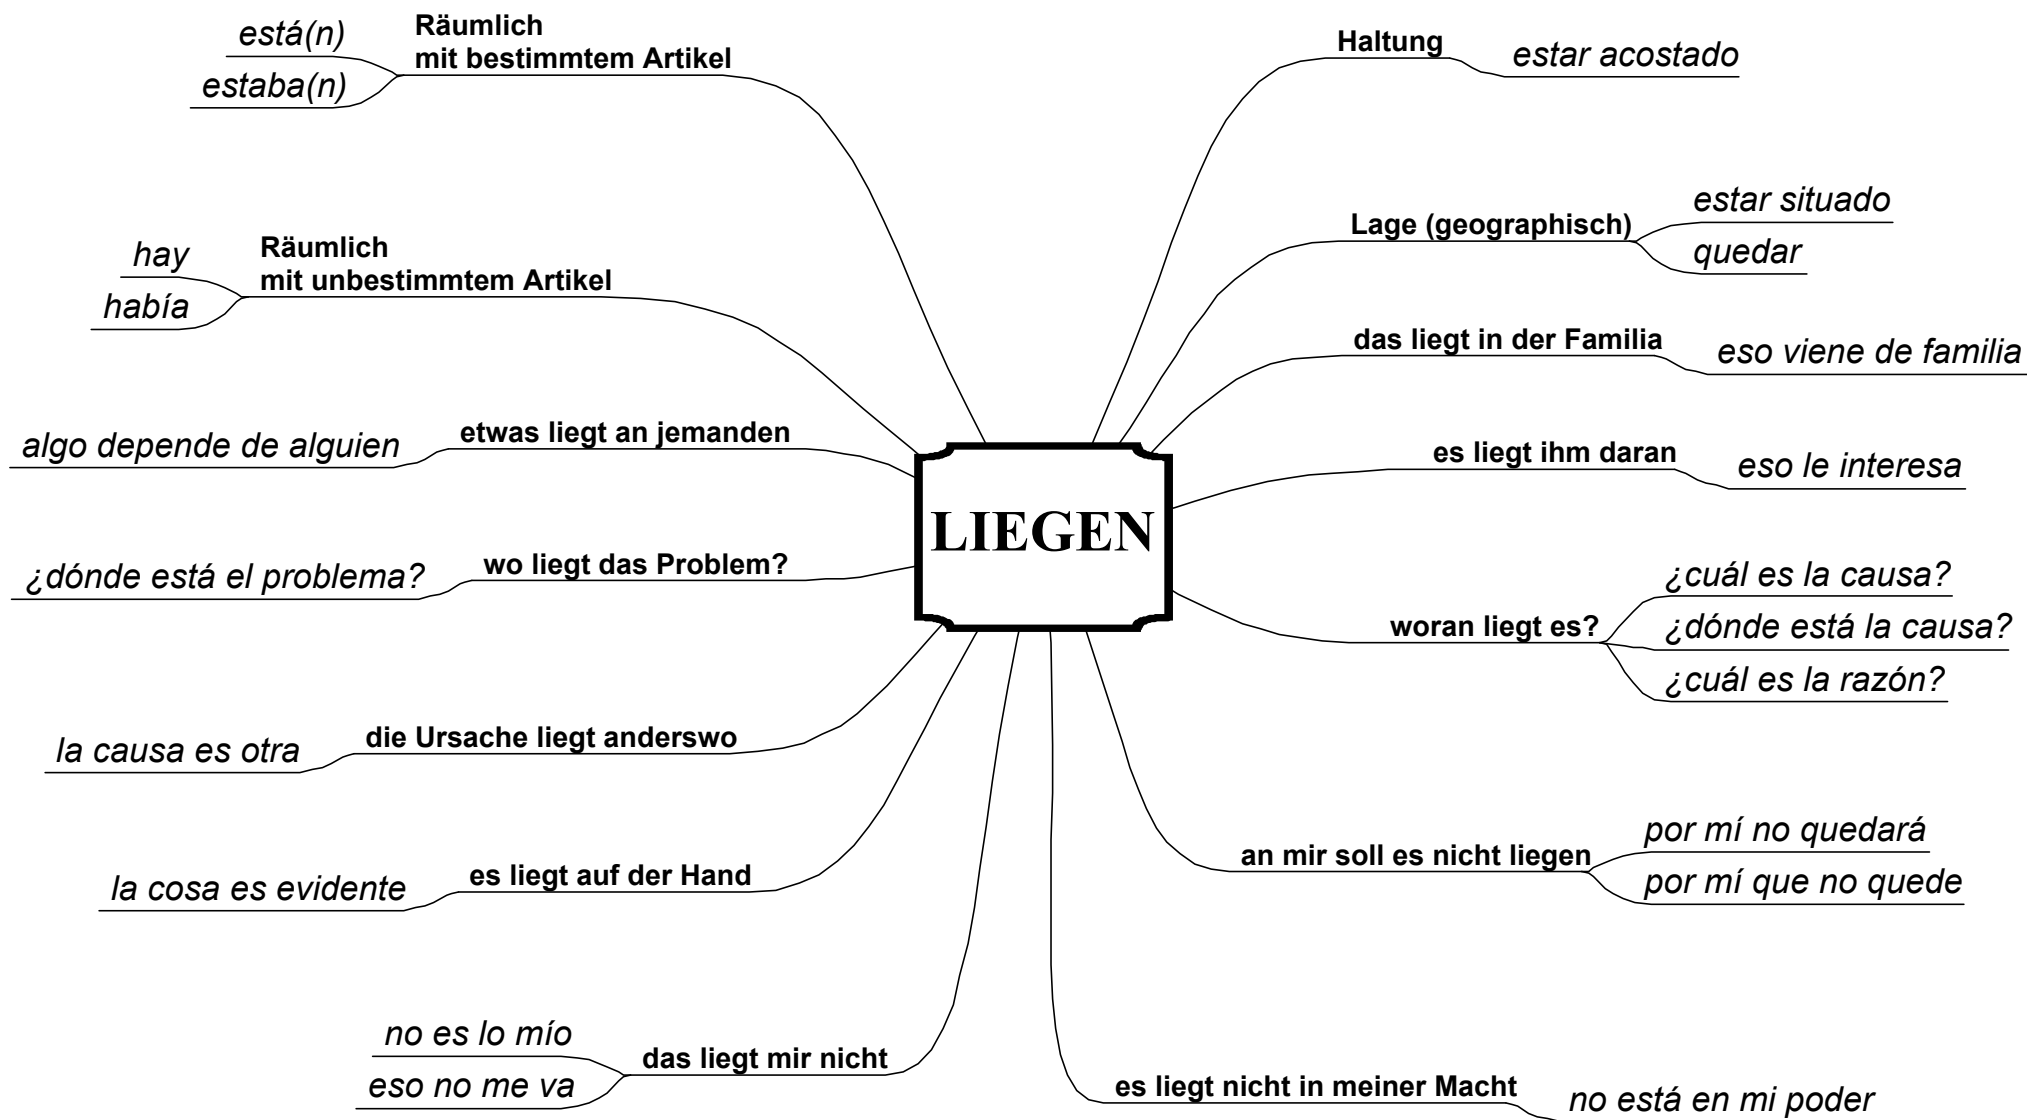 LIEGEN
Räumlich
mit bestimmtem Artikel
está(n)
estaba(n)
Räumlich
mit unbestimmtem Artikel
hay
había
etwas liegt an jemanden
algo depende de alguien
wo liegt das Problem?
¿dónde está el problema?
die Ursache liegt anderswo
la causa es otra
es liegt auf der Hand
la cosa es evidente
das liegt mir nicht
no es lo mío
eso no me va
Haltung
estar acostado
Lage (geographisch)
estar situado
quedar
das liegt in der Familia
eso viene de familia
es liegt ihm daran
eso le interesa
woran liegt es?
¿cuál es la causa?
¿dónde está la causa?
¿cuál es la razón?
an mir soll es nicht liegen
por mí no quedará
por mí que no quede
es liegt nicht in meiner Macht
no está en mi poder